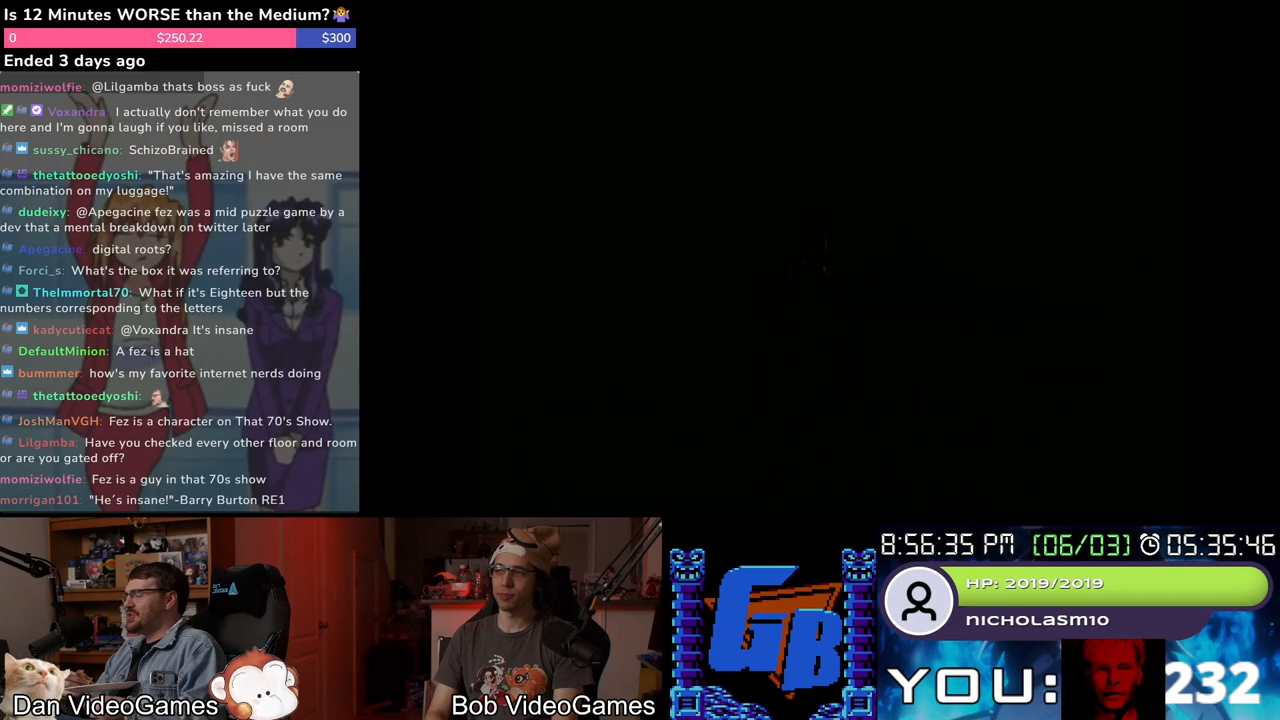 Is 12 Minutes WORSE than the Medium?
0 $250.22 $300
Ended 3 days ago
momiziwolfie: @Lilgamba thats boss as fuck
Voxandra: I actually don't remember what you do
here and I'm gonna laugh if you like, missed a room
sussy_chicano: SchizoBrained
thetattooedyoshi: "That's amazing I have the same
combination on my luggage!"
dudeixy: @Apegacine fez was a mid puzzle game by a
dev that a mental breakdown on twitter later
Apegacine: digital roots?
Forci_s: What's the box it was referring to?
TheImmortal70: What if it's Eighteen but the
numbers corresponding to the letters
kadycutiecat: @Voxandra It's insane
DefaultMinion: A fez is a hat
bummmer: how's my favorite internet nerds doing
thetattooedyoshi:
JoshManVGH: Fez is a character on That 70's Show.
Lilgamba: Have you checked every other floor and room
or are you gated off?
momiziwolfie: Fez is a guy in that 70s show
morrigan101: "He´s insane!"-Barry Burton RE1
Dan VideoGames
Bob VideoGames
GB
8:56:35 PM [06/03] 05:35:46
HP: 2019/2019
nicholasm10
YOU: 232